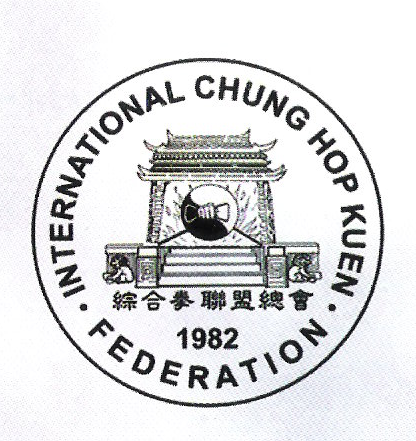 · INTERNATIONAL CHUNG HOP KUEN ·
綜合拳聯盟總會
1982
FEDERATION